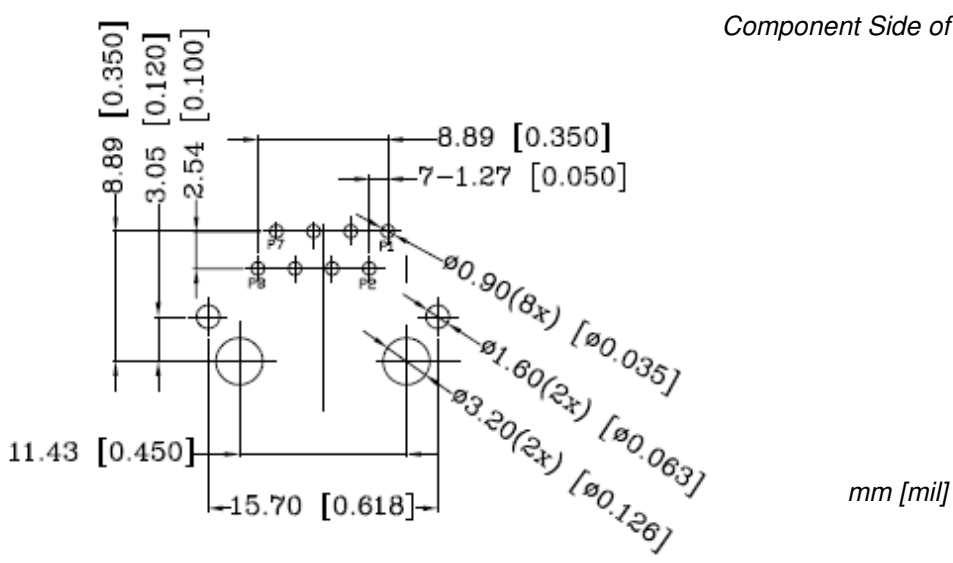 Component Side of
8.89 [0.350]
3.05 [0.120]
2.54 [0.100]
8.89 [0.350]
7-1.27 [0.050]
P7
P1
P8
P2
ø0.90(8x) [ø0.035]
ø1.60(2x) [ø0.063]
ø3.20(2x) [ø0.126]
11.43 [0.450]
15.70 [0.618]
mm [mil]